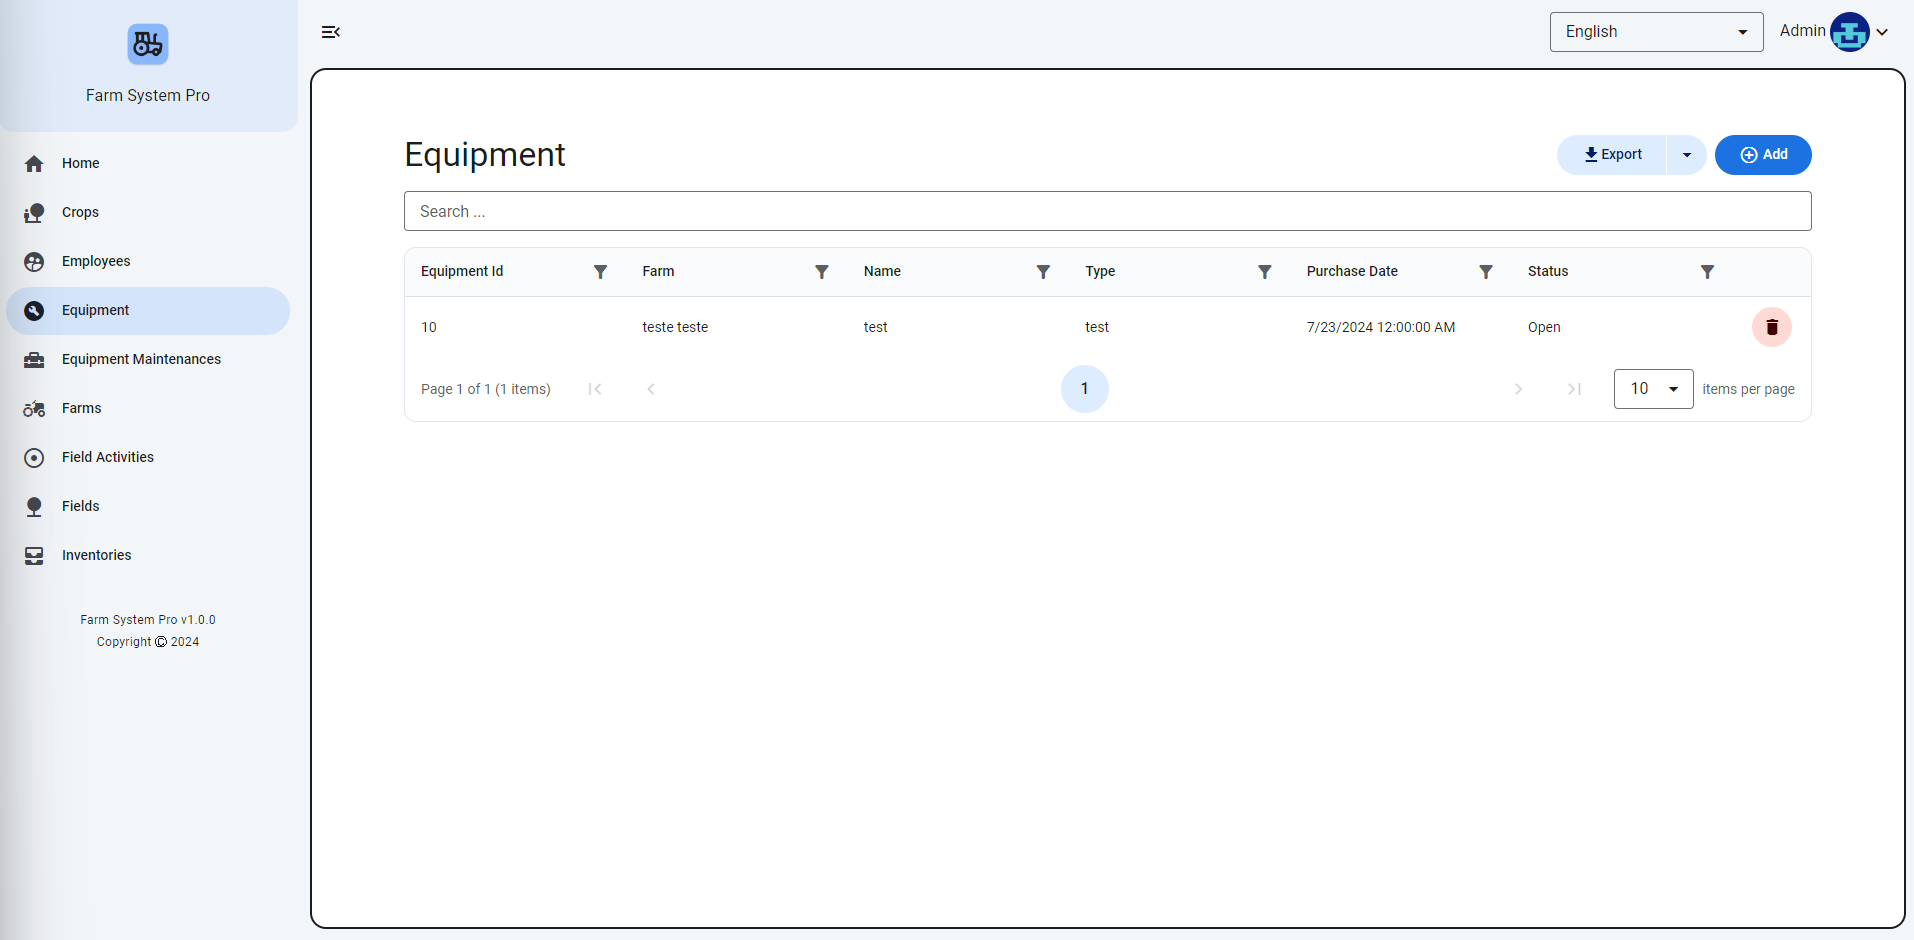 Farm System Pro
English
Admin
Home
Crops
Employees
Equipment
Equipment Maintenances
Farms
Field Activities
Fields
Inventories
Farm System Pro v1.0.0
Copyright © 2024
Equipment
Export
Add
Search ...
Equipment Id Farm Name Type Purchase Date Status
10 teste teste test test 7/23/2024 12:00:00 AM Open
Page 1 of 1 (1 items) 1 10 items per page